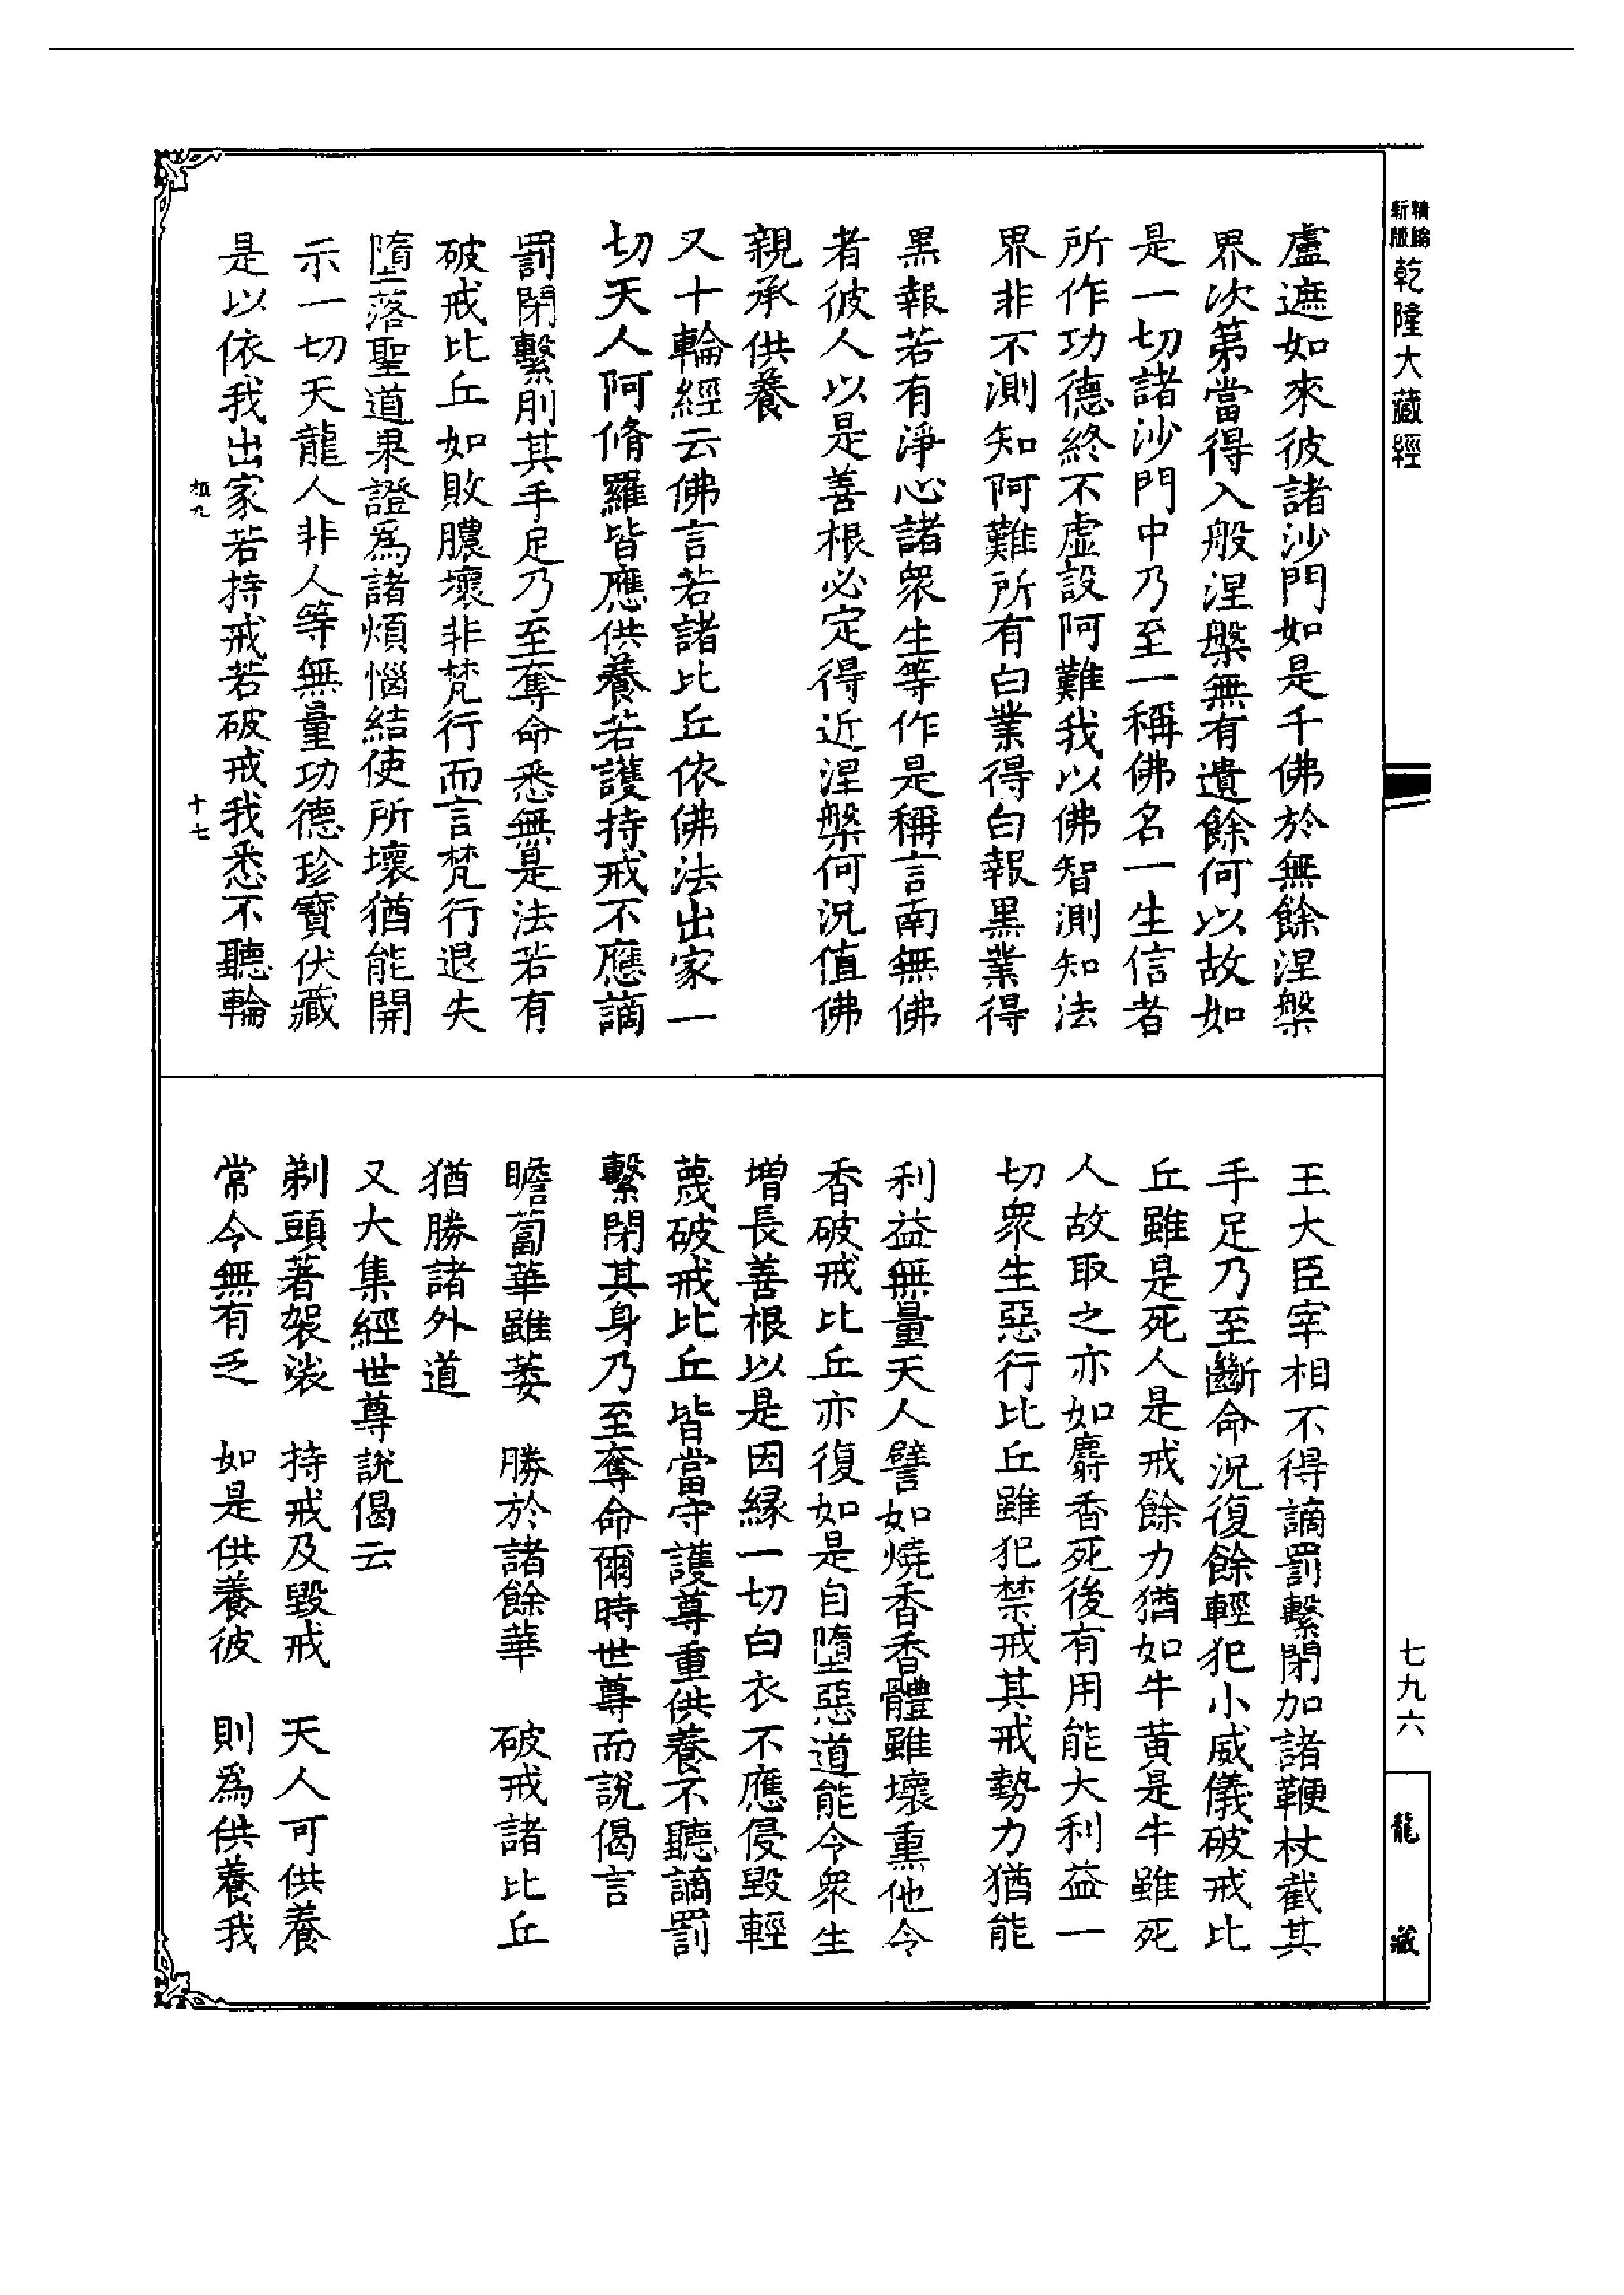 精縮
新版
乾隆大藏經
盧遮如來彼諸沙門如是千佛於無餘涅槃
界次第當得入般涅槃無有遺餘何以故如
是一切諸沙門中乃至一稱佛名一生信者
所作功德終不虛設阿難我以佛智測知法
界非不測知阿難所有白業得白報黑業得
黑報若有淨心諸衆生等作是稱言南無佛
者彼人以是善根必定得近涅槃何況值佛
親承供養
又十輪經云佛言若諸比丘依佛法出家一
切天人阿脩羅皆應供養若護持戒不應謫
罰閉繫刖其手足乃至奪命悉無是法若有
破戒比丘如敗膿壞非梵行而言梵行退失
墮落聖道果證爲諸煩惱結使所壞猶能開
示一切天龍人非人等無量功德珍寶伏藏
是以依我出家若持戒若破戒我悉不聽輪
十七
王大臣宰相不得謫罰繫閉加諸鞭杖截其
手足乃至斷命況復餘輕犯小威儀破戒比
丘雖是死人是戒餘力猶如牛黄是牛雖死
人故取之亦如麝香死後有用能大利益一
切衆生惡行比丘雖犯禁戒其戒勢力猶能
利益無量天人譬如燒香香體雖壞熏他令
香破戒比丘亦復如是自墮惡道能令衆生
增長善根以是因緣一切白衣不應侵毀輕
蔑破戒比丘皆當守護尊重供養不聽謫罰
繫閉其身乃至奪命爾時世尊而說偈言
瞻蔔華雖萎　勝於諸餘華　破戒諸比丘
猶勝諸外道
又大集經世尊說偈云
剃頭著袈裟　持戒及毀戒　天人可供養
常令無有乏　如是供養彼　則爲供養我
七九六
龍藏